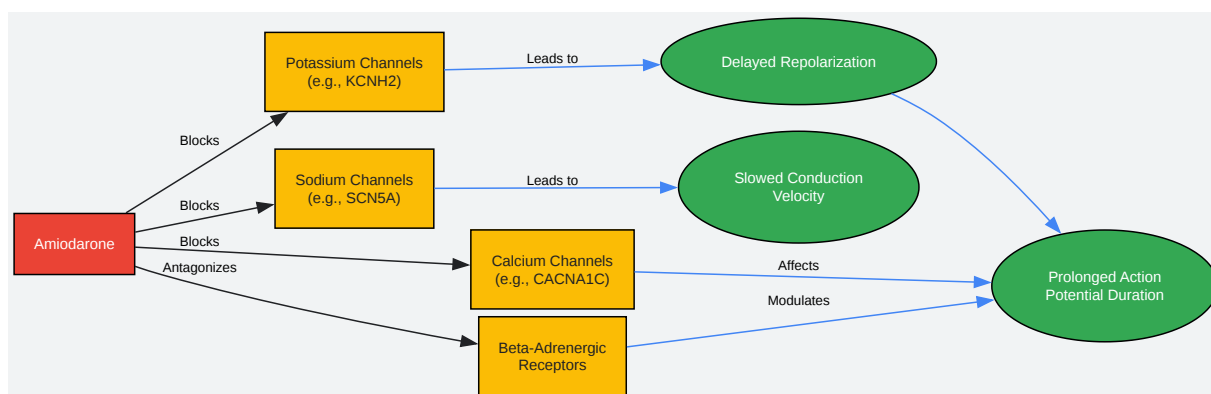 Potassium Channels
(e.g., KCNH2)
Leads to
Delayed Repolarization
Blocks
Sodium Channels
(e.g., SCN5A)
Leads to
Slowed Conduction
Velocity
Blocks
Amiodarone
Blocks
Calcium Channels
(e.g., CACNA1C)
Affects
Prolonged Action
Potential Duration
Antagonizes
Modulates
Beta-Adrenergic
Receptors